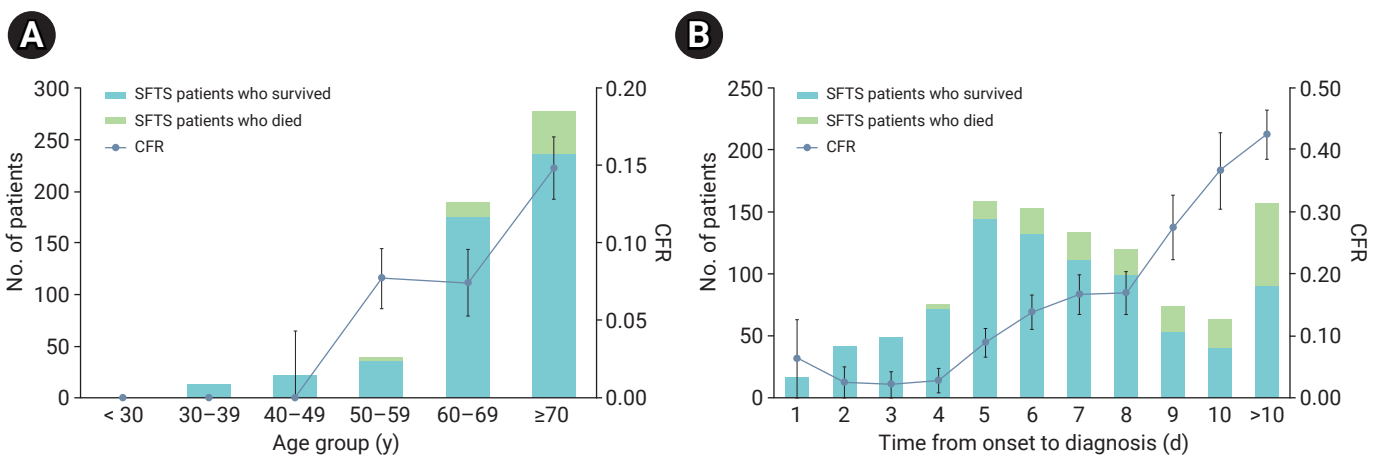 A
300
250
200
150
100
50
0
No. of patients
SFTS patients who survived
SFTS patients who died
CFR
0.20
0.15
0.10
0.05
0.00
CFR
< 30 30–39 40–49 50–59 60–69 ≥70
Age group (y)
B
250
200
150
100
50
0
No. of patients
SFTS patients who survived
SFTS patients who died
CFR
0.50
0.40
0.30
0.20
0.10
0.00
CFR
1 2 3 4 5 6 7 8 9 10 >10
Time from onset to diagnosis (d)